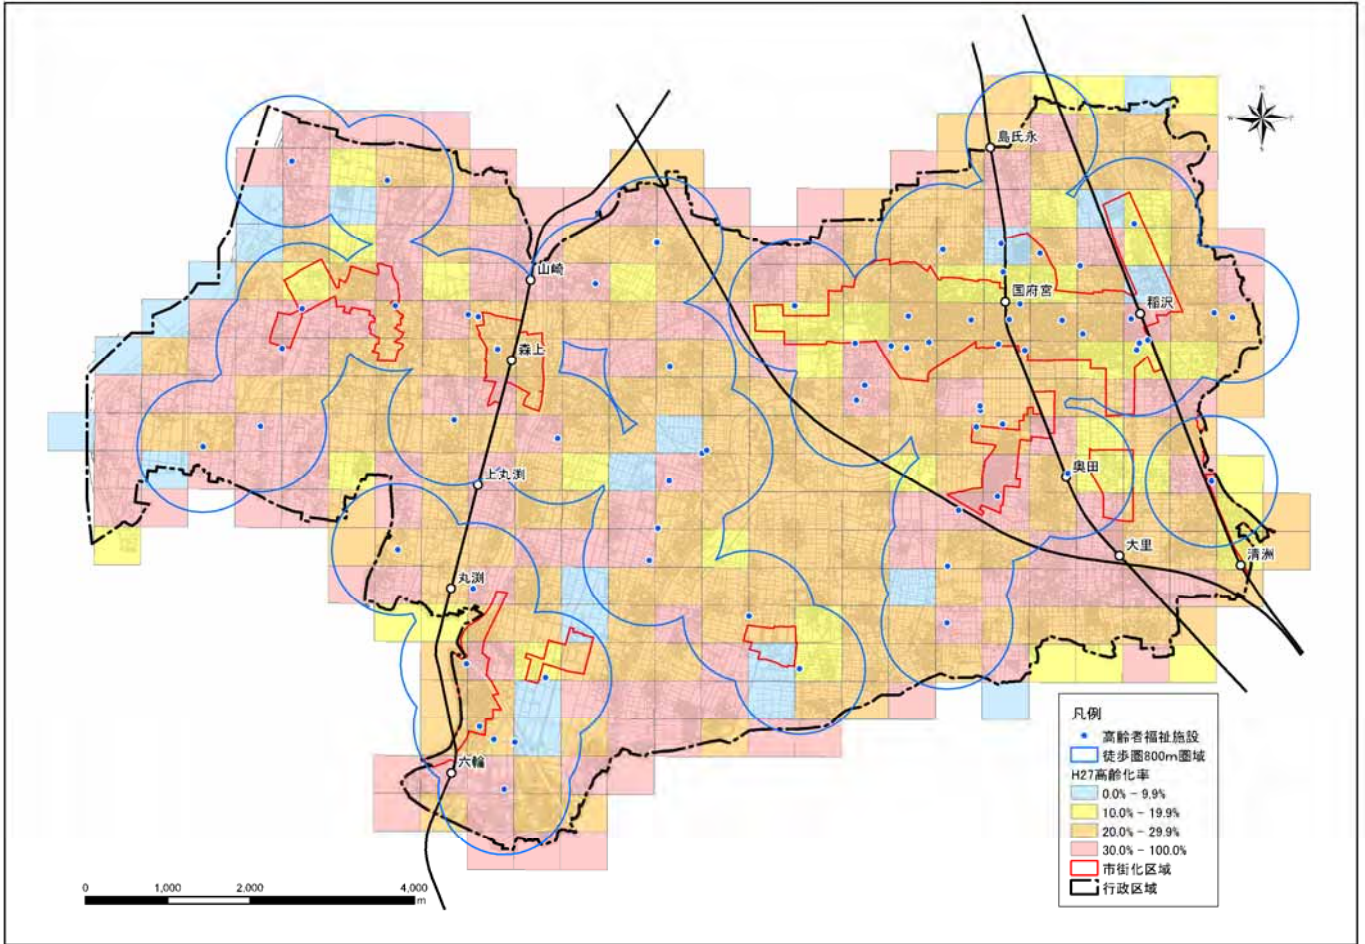 島氏永
山崎
国府宮
稲沢
森上
上丸渕
奥田
大里
清洲
丸渕
六輪
凡例
高齢者福祉施設
徒歩圏800m圏域
H27高齢化率
0.0% - 9.9%
10.0% - 19.9%
20.0% - 29.9%
30.0% - 100.0%
市街化区域
行政区域
0 1,000 2,000 4,000
m